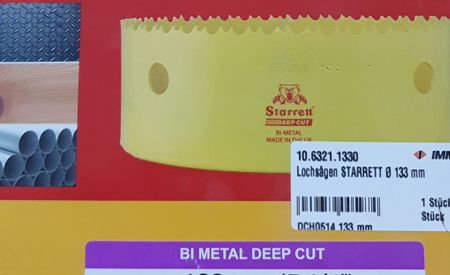 Starrett
DEEP CUT
BI-METAL
MADE IN THE UK
10.6321.1330
Lochsägen STARRETT Ø 133 mm
1 Stück
Stück
DCH0514 133 mm
BI METAL DEEP CUT